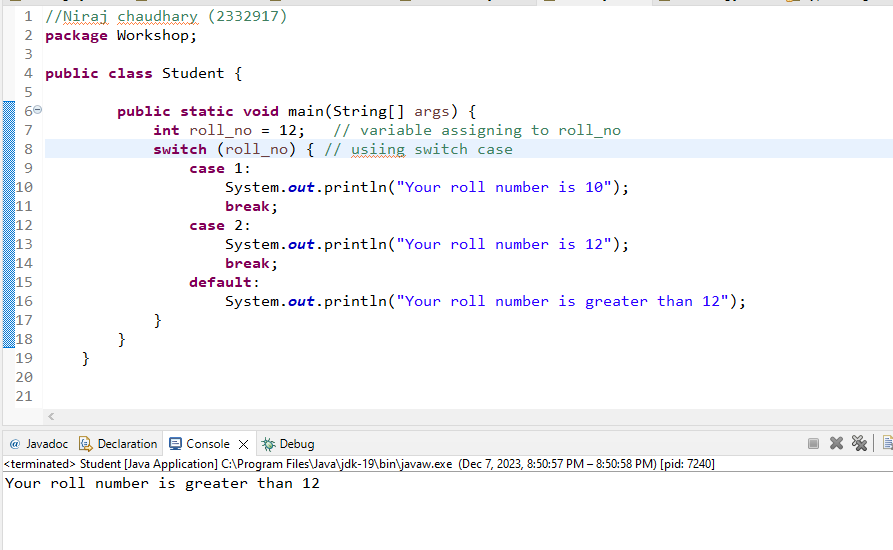 1 //Niraj chaudhary (2332917)
2 package Workshop;
3
4 public class Student {
5
6 public static void main(String[] args) {
7 int roll_no = 12;   // variable assigning to roll_no
8 switch (roll_no) { // usiing switch case
9 case 1:
10 System.out.println("Your roll number is 10");
11 break;
12 case 2:
13 System.out.println("Your roll number is 12");
14 break;
15 default:
16 System.out.println("Your roll number is greater than 12");
17 }
18 }
19 }
20
21
@ Javadoc Declaration Console Debug
<terminated> Student [Java Application] C:\Program Files\Java\jdk-19\bin\javaw.exe (Dec 7, 2023, 8:50:57 PM – 8:50:58 PM) [pid: 7240]
Your roll number is greater than 12